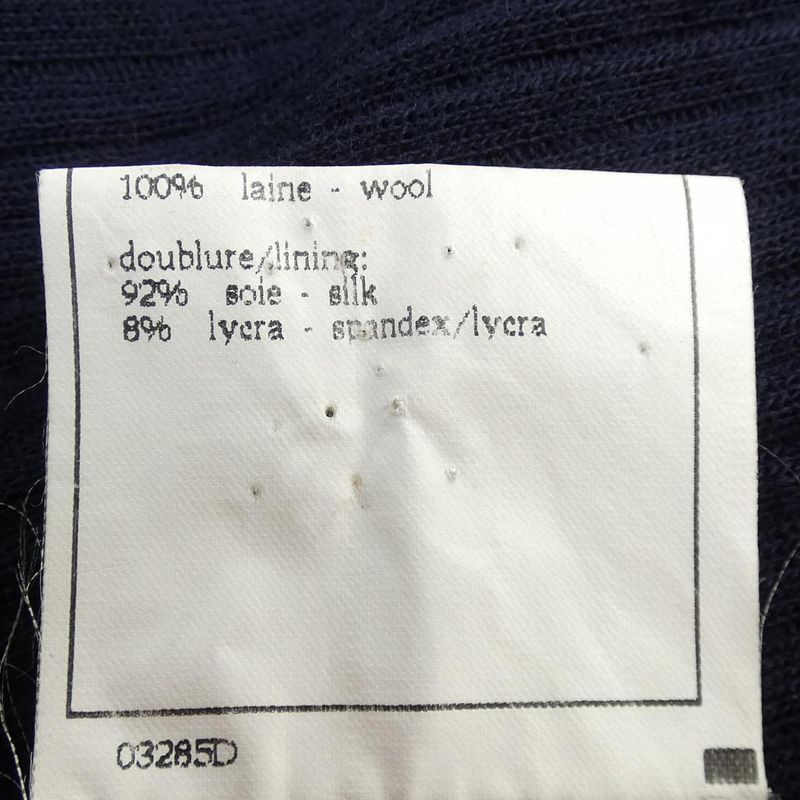 100% laine - wool
doublure/lining:
92% soie - silk
8% lycra - spandex/lycra
03285D